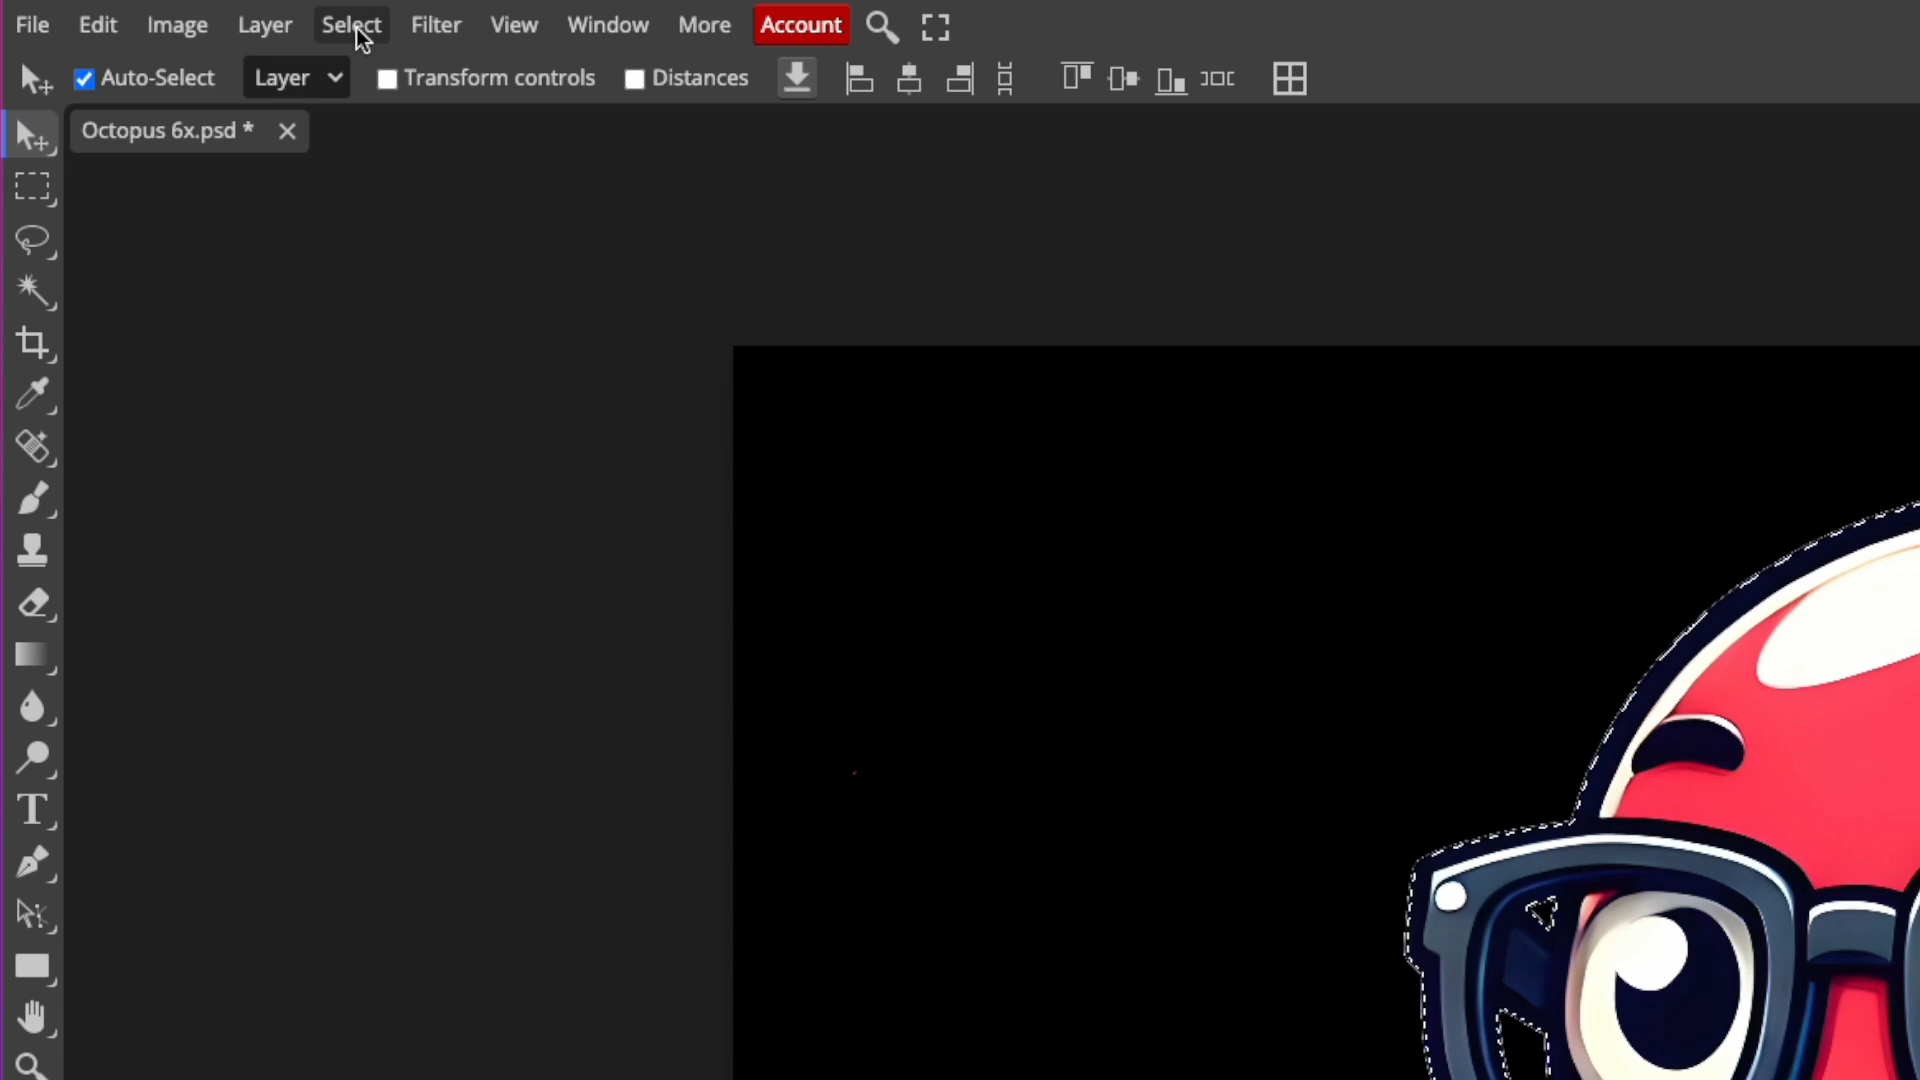 File Edit Image Layer Select Filter View Window More Account
Auto-Select Layer Transform controls Distances
Octopus 6x.psd *
T